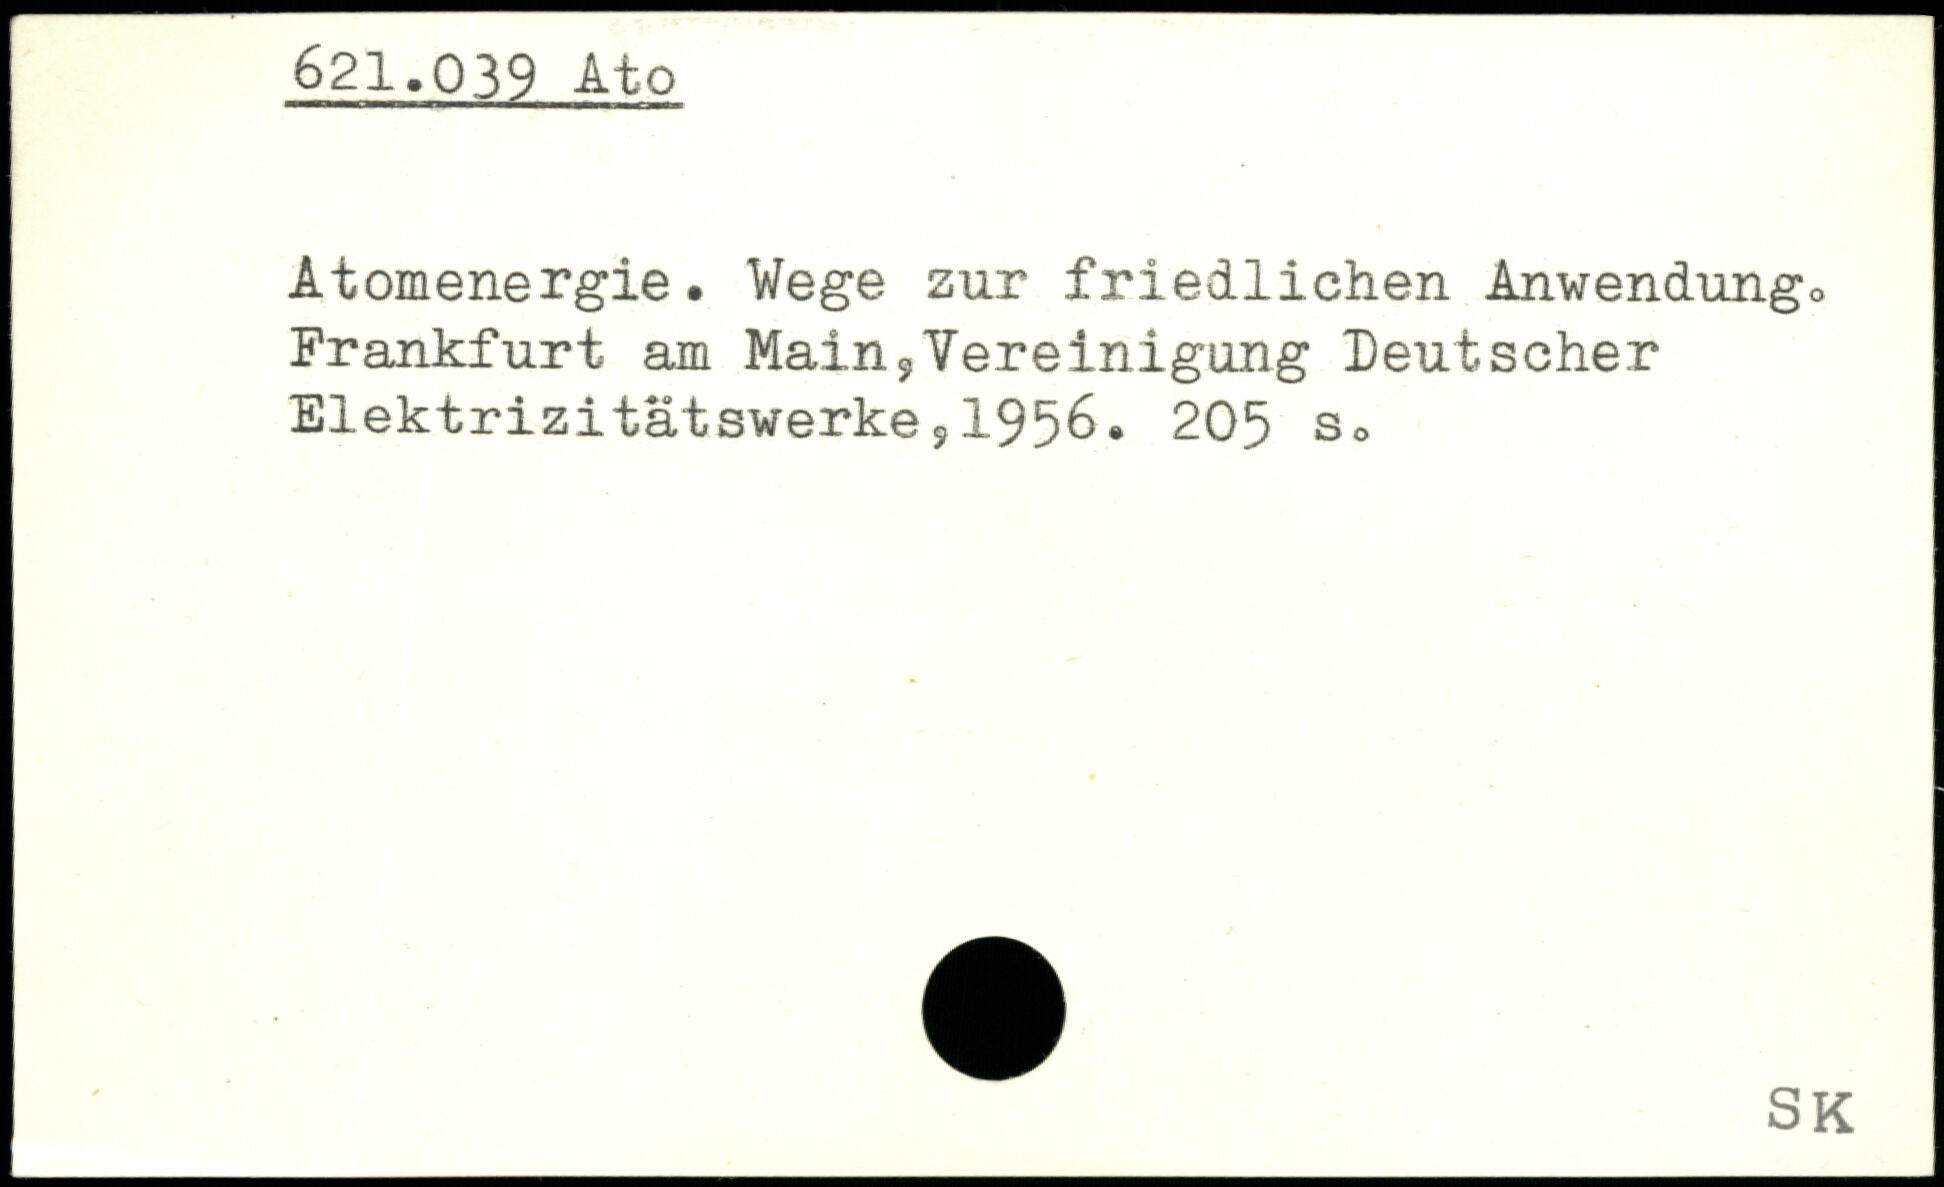 621.039 Ato
Atomenergie. Wege zur friedlichen Anwendung.
Frankfurt am Main,Vereinigung Deutscher
Elektrizitätswerke,1956. 205 s.
SK